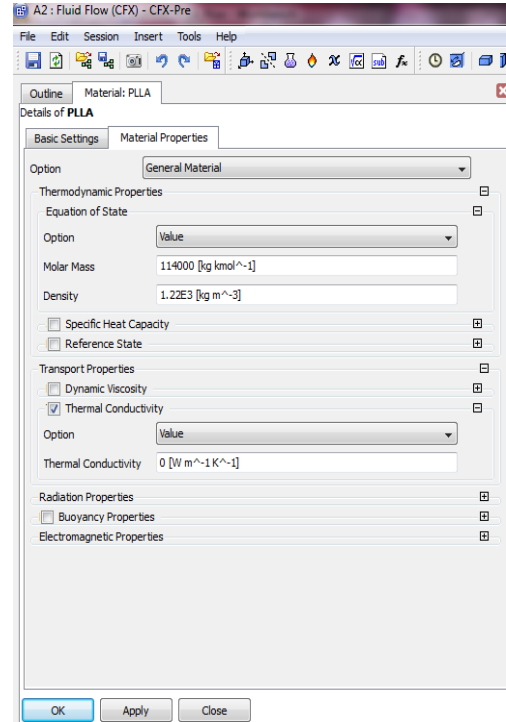 A2 : Fluid Flow (CFX) - CFX-Pre
File Edit Session Insert Tools Help
Outline Material: PLLA
Details of PLLA
Basic Settings Material Properties
Option General Material
Thermodynamic Properties
Equation of State
Option Value
Molar Mass 114000 [kg kmol^-1]
Density 1.22E3 [kg m^-3]
Specific Heat Capacity
Reference State
Transport Properties
Dynamic Viscosity
Thermal Conductivity
Option Value
Thermal Conductivity 0 [W m^-1 K^-1]
Radiation Properties
Buoyancy Properties
Electromagnetic Properties
OK Apply Close